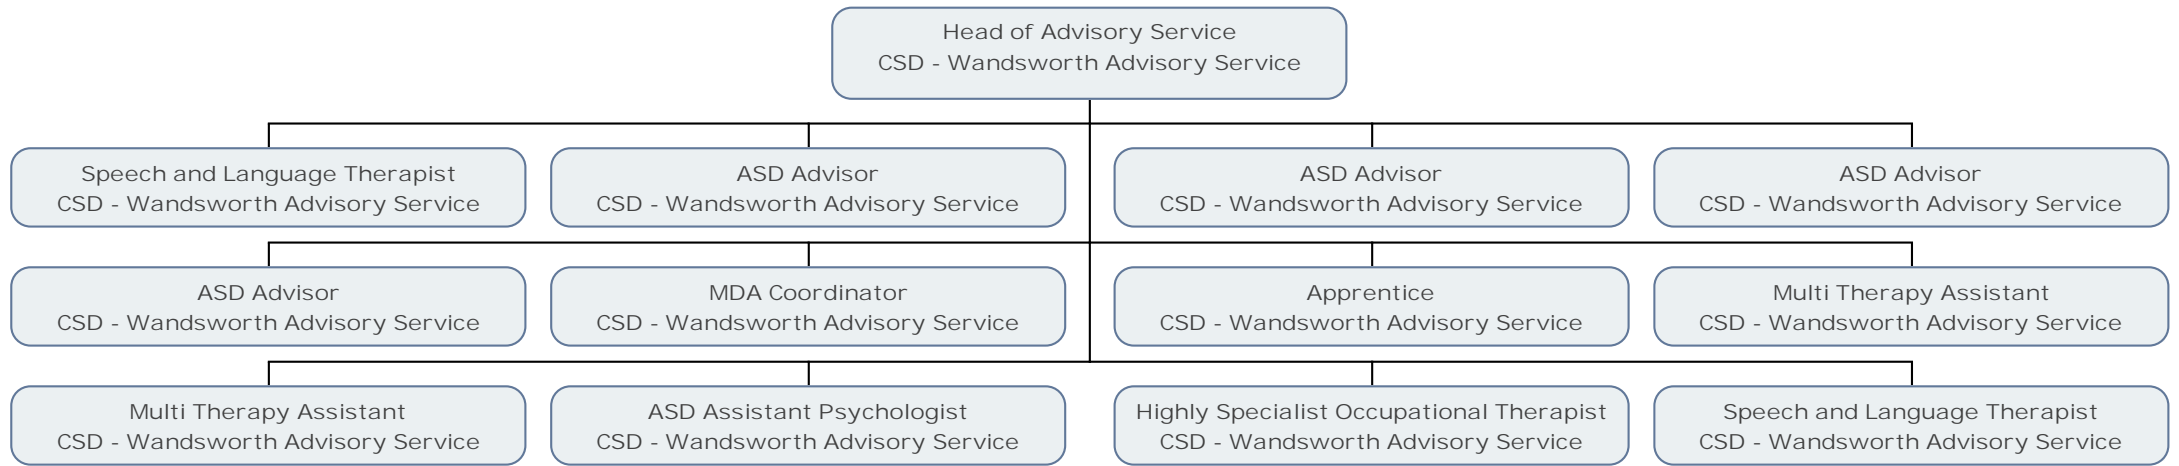 Head of Advisory Service
CSD - Wandsworth Advisory Service
Speech and Language Therapist
CSD - Wandsworth Advisory Service
ASD Advisor
CSD - Wandsworth Advisory Service
ASD Advisor
CSD - Wandsworth Advisory Service
ASD Advisor
CSD - Wandsworth Advisory Service
ASD Advisor
CSD - Wandsworth Advisory Service
MDA Coordinator
CSD - Wandsworth Advisory Service
Apprentice
CSD - Wandsworth Advisory Service
Multi Therapy Assistant
CSD - Wandsworth Advisory Service
Multi Therapy Assistant
CSD - Wandsworth Advisory Service
ASD Assistant Psychologist
CSD - Wandsworth Advisory Service
Highly Specialist Occupational Therapist
CSD - Wandsworth Advisory Service
Speech and Language Therapist
CSD - Wandsworth Advisory Service